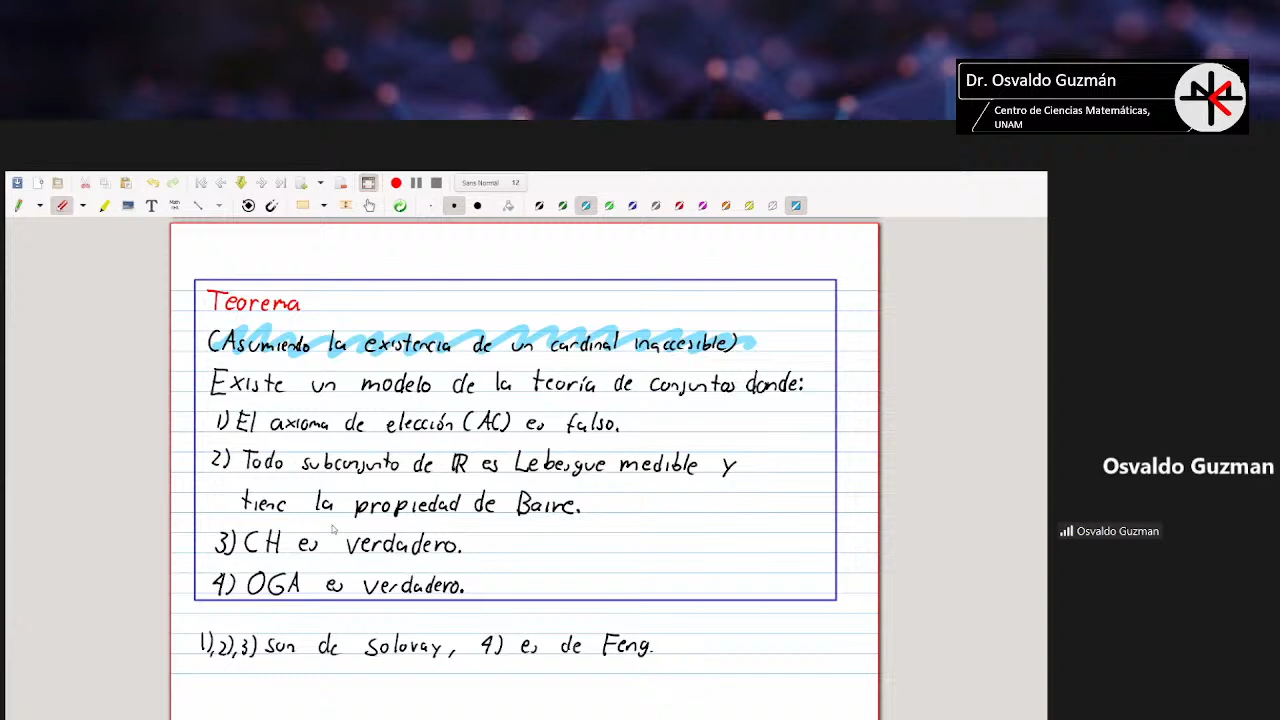 Dr. Osvaldo Guzmán
Centro de Ciencias Matemáticas,
UNAM
Sans Normal 12
Teorema
(Asumiendo la existencia de un cardinal inaccesible)
Existe un modelo de la teoría de conjuntos donde:
1) El axioma de elección (AC) es falso.
2) Todo subconjunto de ℝ es Lebesgue medible y
tiene la propiedad de Baire.
3) CH es verdadero.
4) OGA es verdadero.
1), 2), 3) son de Solovay, 4) es de Feng.
Osvaldo Guzman
Osvaldo Guzman